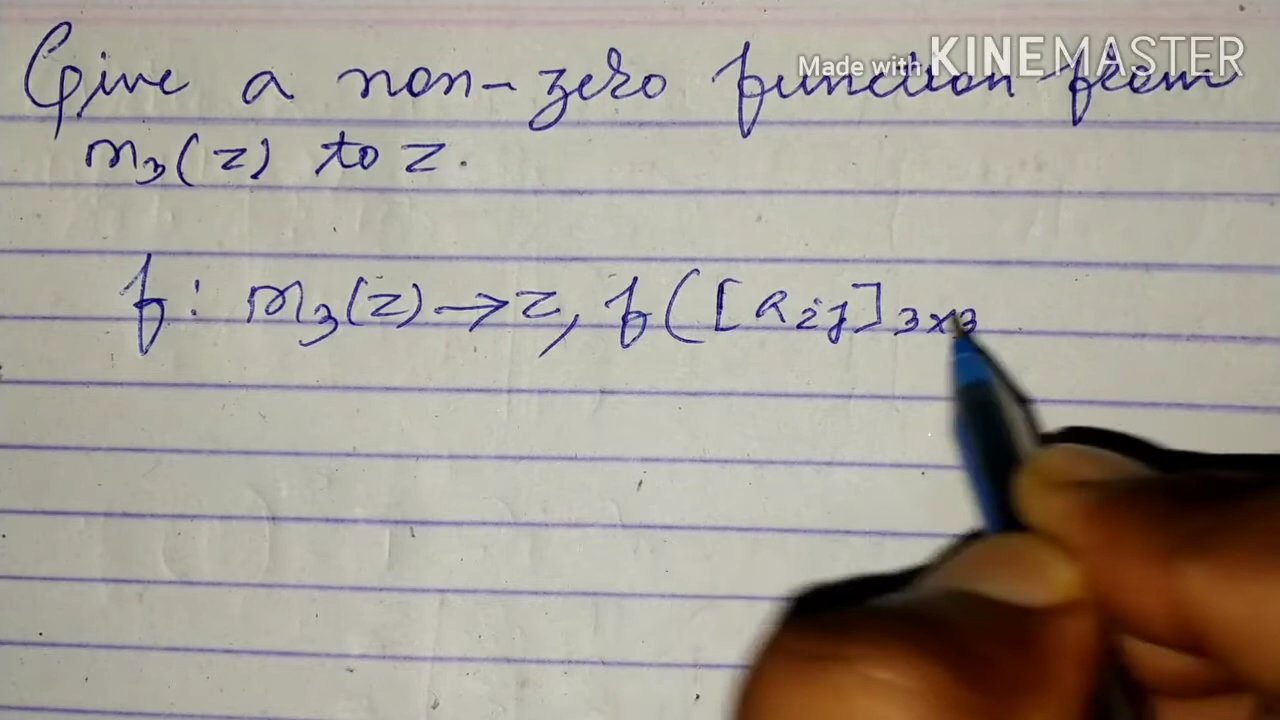 Made with KINEMASTER
Give a non-zero function from
M3(Z) to Z.
f: M3(Z) → Z, f([aij]3×3